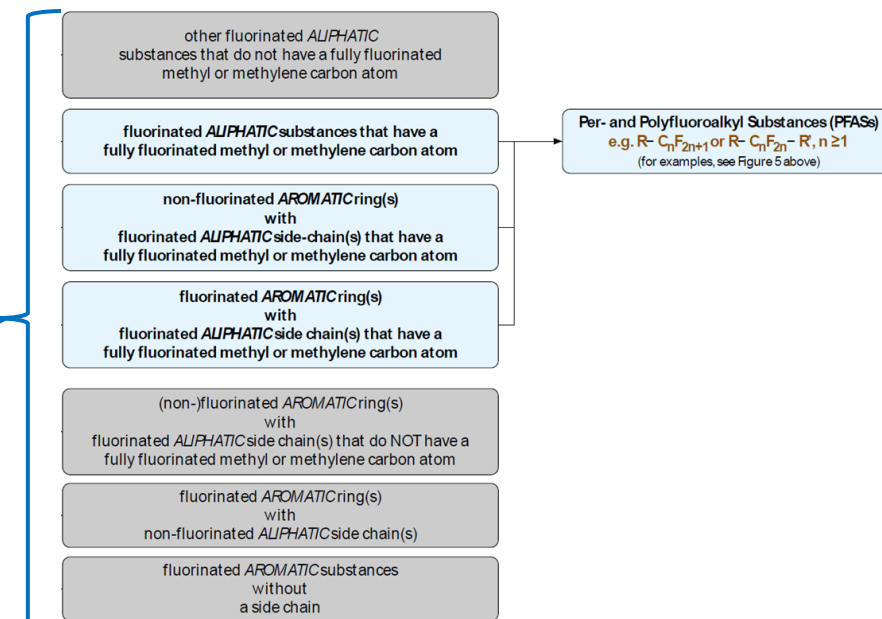 other fluorinated ALIPHATIC
substances that do not have a fully fluorinated
methyl or methylene carbon atom
fluorinated ALIPHATIC substances that have a
fully fluorinated methyl or methylene carbon atom
Per- and Polyfluoroalkyl Substances (PFASs)
e.g. R– CnF2n+1 or R– CnF2n– R', n ≥1
(for examples, see Figure 5 above)
non-fluorinated AROMATIC ring(s)
with
fluorinated ALIPHATIC side-chain(s) that have a
fully fluorinated methyl or methylene carbon atom
fluorinated AROMATIC ring(s)
with
fluorinated ALIPHATIC side chain(s) that have a
fully fluorinated methyl or methylene carbon atom
(non-)fluorinated AROMATIC ring(s)
with
fluorinated ALIPHATIC side chain(s) that do NOT have a
fully fluorinated methyl or methylene carbon atom
fluorinated AROMATIC ring(s)
with
non-fluorinated ALIPHATIC side chain(s)
fluorinated AROMATIC substances
without
a side chain